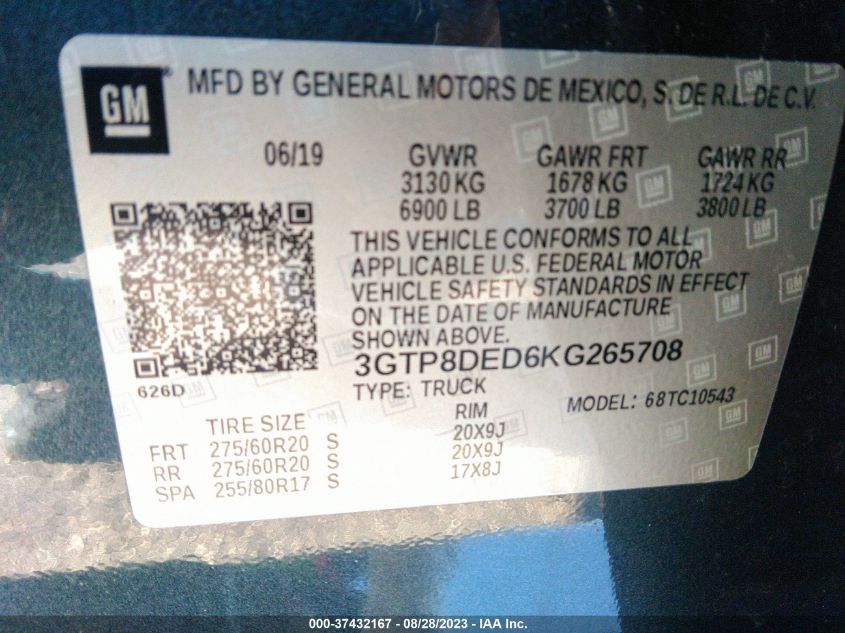 GM
MFD BY GENERAL MOTORS DE MEXICO, S. DE R.L. DE C.V.
06/19 GVWR GAWR FRT GAWR RR
3130 KG 1678 KG 1724 KG
6900 LB 3700 LB 3800 LB
THIS VEHICLE CONFORMS TO ALL
APPLICABLE U.S. FEDERAL MOTOR
VEHICLE SAFETY STANDARDS IN EFFECT
ON THE DATE OF MANUFACTURE
SHOWN ABOVE.
3GTP8DED6KG265708
626D TYPE: TRUCK MODEL: 68TC10543
TIRE SIZE RIM
FRT 275/60R20 S 20X9J
RR 275/60R20 S 20X9J
SPA 255/80R17 S 17X8J
000-37432167 - 08/28/2023 - IAA Inc.